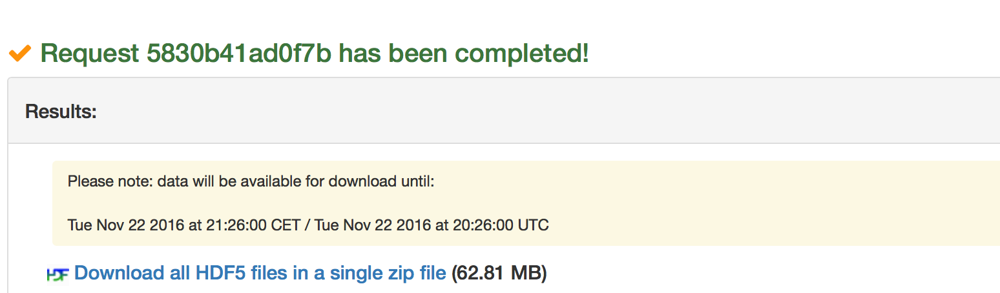 Request 5830b41ad0f7b has been completed!
Results:
Please note: data will be available for download until:
Tue Nov 22 2016 at 21:26:00 CET / Tue Nov 22 2016 at 20:26:00 UTC
HDF Download all HDF5 files in a single zip file (62.81 MB)